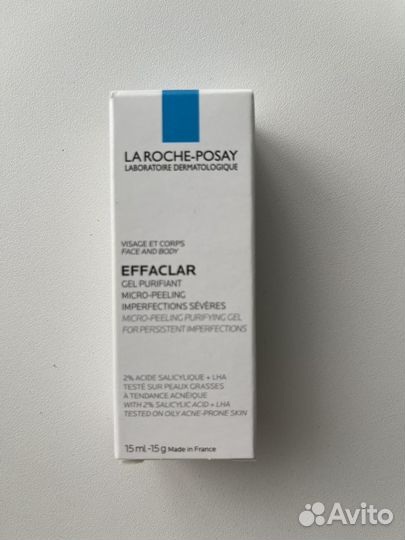 LA ROCHE-POSAY
LABORATOIRE DERMATOLOGIQUE
VISAGE ET CORPS
FACE AND BODY
EFFACLAR
GEL PURIFIANT
MICRO-PEELING
IMPERFECTIONS SÉVÈRES
MICRO-PEELING PURIFYING GEL
FOR PERSISTENT IMPERFECTIONS
2% ACIDE SALICYLIQUE + LHA
TESTÉ SUR PEAUX GRASSES
À TENDANCE ACNÉIQUE
WITH 2% SALICYLIC ACID + LHA
TESTED ON OILY ACNE-PRONE SKIN
15 ml - 15 g Made in France
Avito